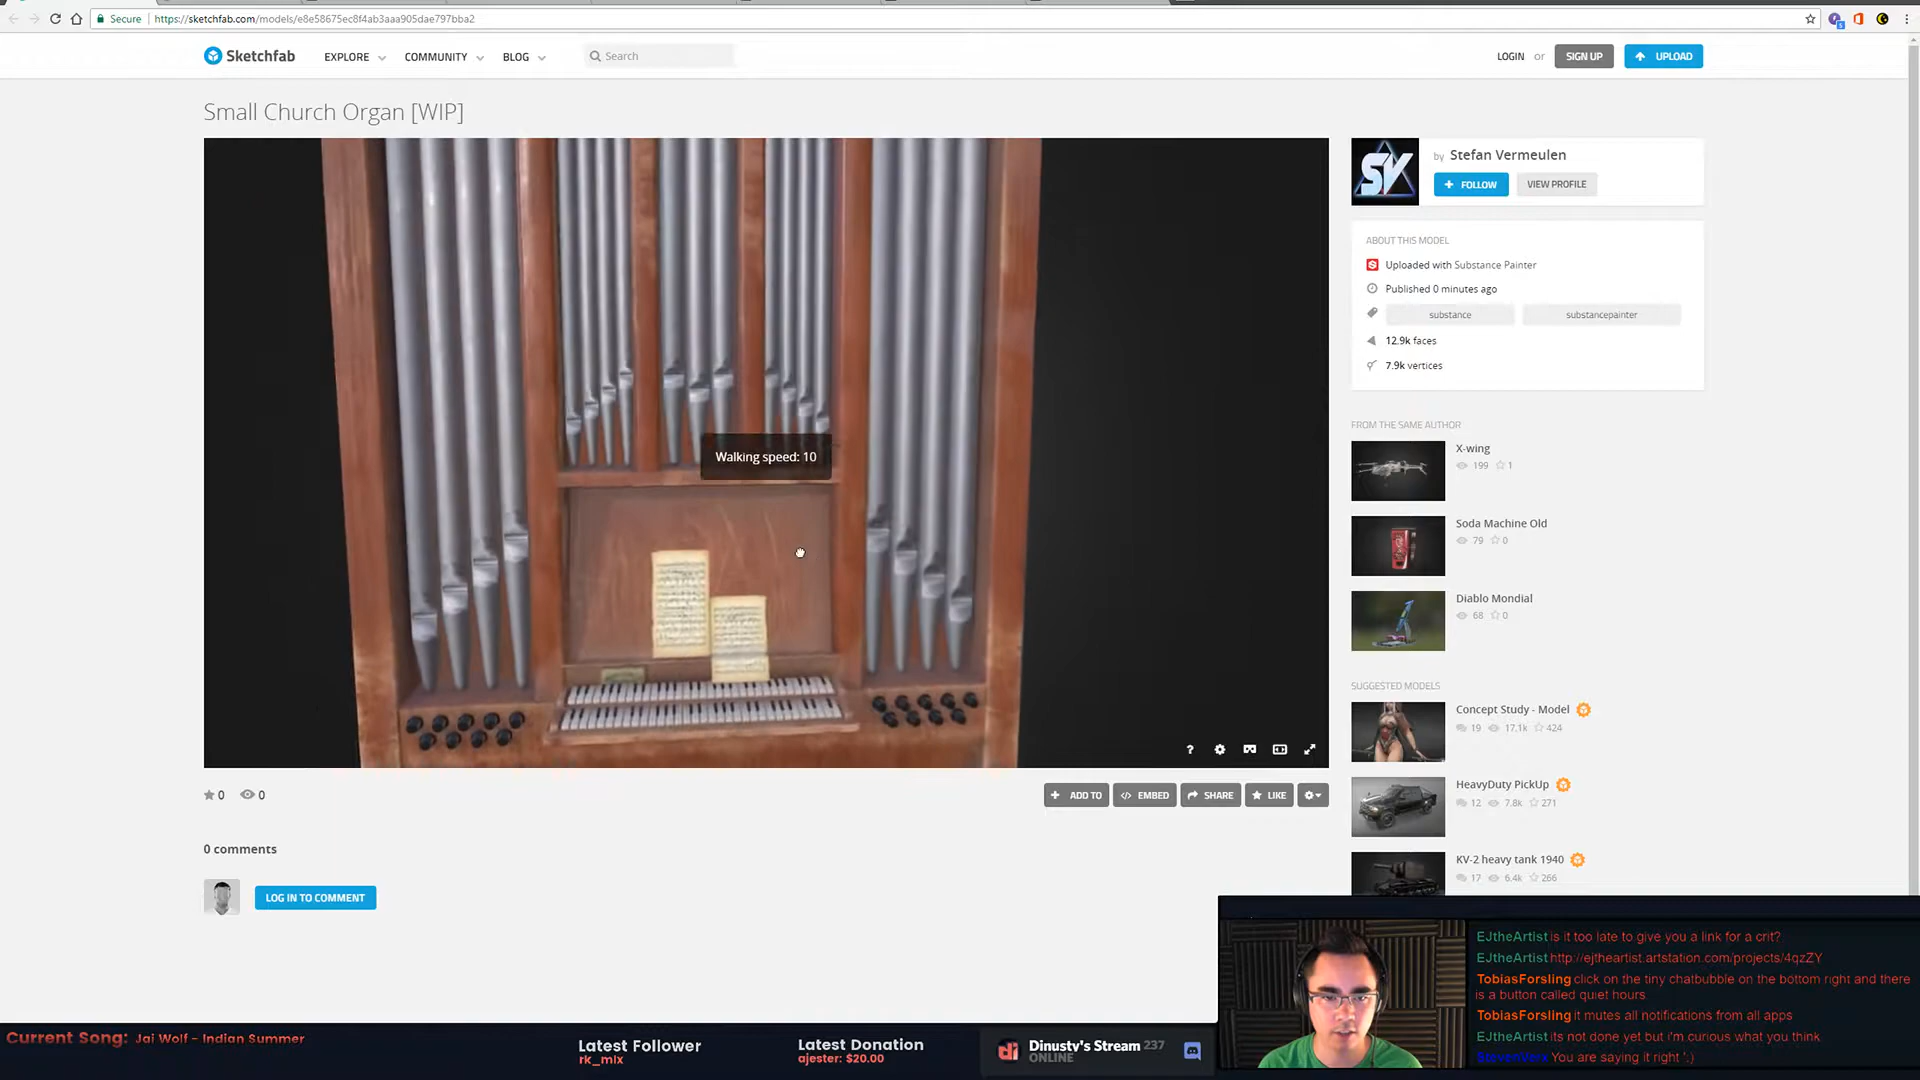 Secure
https://sketchfab.com/models/e8e58675ec8f4ab3aaa905dae797bba2
Sketchfab
EXPLORE
COMMUNITY
BLOG
Search
LOGIN or SIGN UP
UPLOAD
Small Church Organ [WIP]
Walking speed: 10
by Stefan Vermeulen
+ FOLLOW
VIEW PROFILE
ABOUT THIS MODEL
Uploaded with Substance Painter
Published 0 minutes ago
substance
substancepainter
12.9k faces
7.9k vertices
FROM THE SAME AUTHOR
X-wing
199 1
Soda Machine Old
79 0
Diablo Mondial
68 0
SUGGESTED MODELS
Concept Study - Model
19 17.1k 424
HeavyDuty PickUp
12 7.8k 271
KV-2 heavy tank 1940
17 6.4k 266
?
0 0
+ ADD TO
</> EMBED
SHARE
LIKE
0 comments
LOG IN TO COMMENT
EJtheArtist is it too late to give you a link for a crit?
EJtheArtist http://ejtheartist.artstation.com/projects/4qzZY
TobiasForsling click on the tiny chatbubble on the bottom right and there
is a button called quiet hours
TobiasForsling it mutes all notifications from all apps
EJtheArtist its not done yet but i'm curious what you think
You are saying it right ';)
Current Song: Jai Wolf - Indian Summer
Latest Follower
rk_mix
Latest Donation
ajester: $20.00
di
Dinusty's Stream 237
ONLINE